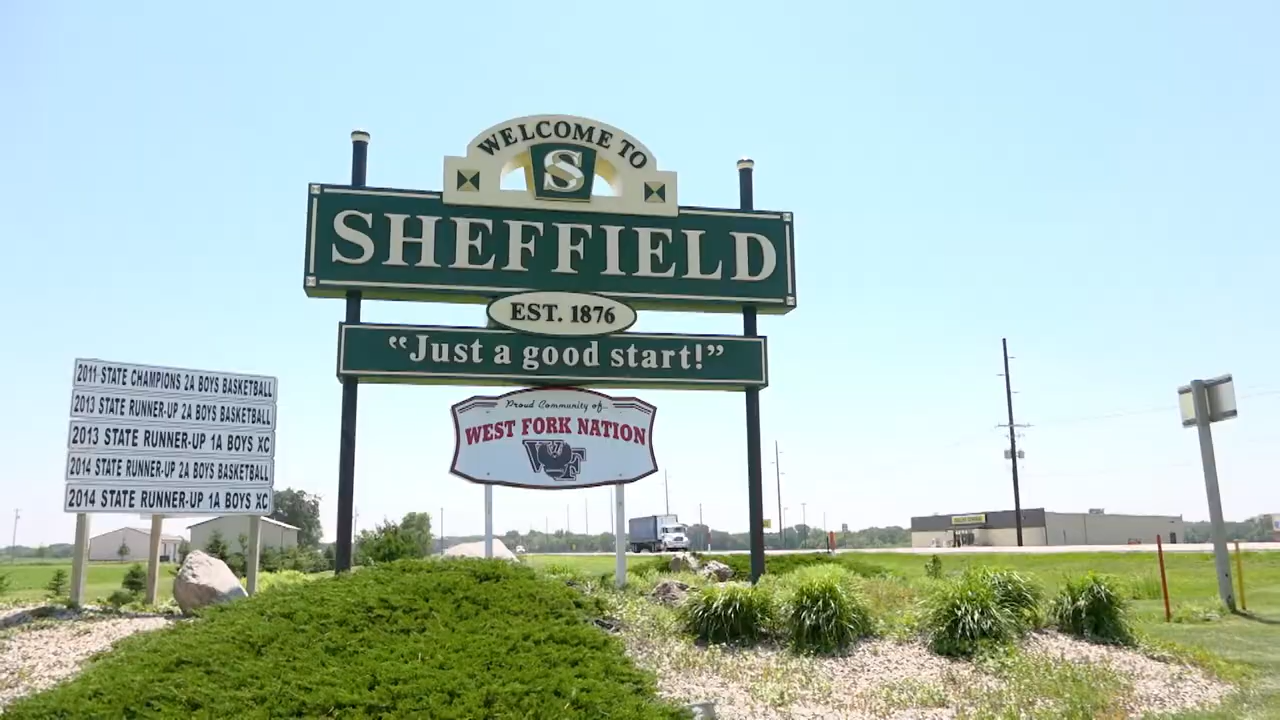 WELCOME TO
S
SHEFFIELD
EST. 1876
“Just a good start!”
Proud Community of...
WEST FORK NATION
WF
2011 STATE CHAMPIONS 2A BOYS BASKETBALL
2013 STATE RUNNER-UP 2A BOYS BASKETBALL
2013 STATE RUNNER-UP 1A BOYS XC
2014 STATE RUNNER-UP 2A BOYS BASKETBALL
2014 STATE RUNNER-UP 1A BOYS XC